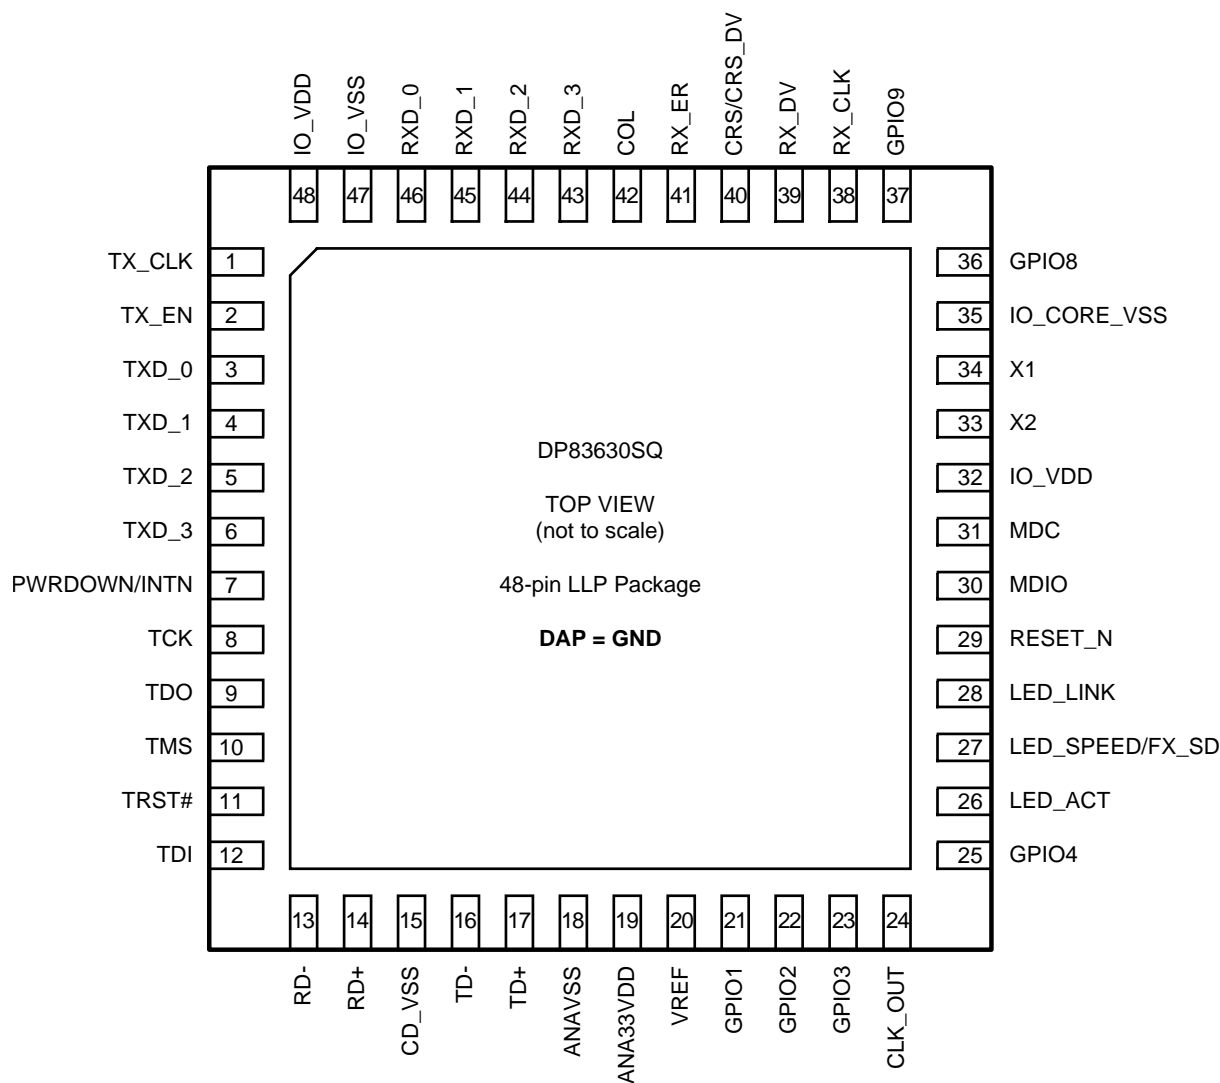 IO_VDD
IO_VSS
RXD_0
RXD_1
RXD_2
RXD_3
COL
RX_ER
CRS/CRS_DV
RX_DV
RX_CLK
GPIO9
48 47 46 45 44 43 42 41 40 39 38 37
TX_CLK 1
TX_EN 2
TXD_0 3
TXD_1 4
TXD_2 5
TXD_3 6
PWRDOWN/INTN 7
TCK 8
TDO 9
TMS 10
TRST# 11
TDI 12
DP83630SQ
TOP VIEW
(not to scale)
48-pin LLP Package
DAP = GND
36 GPIO8
35 IO_CORE_VSS
34 X1
33 X2
32 IO_VDD
31 MDC
30 MDIO
29 RESET_N
28 LED_LINK
27 LED_SPEED/FX_SD
26 LED_ACT
25 GPIO4
13 14 15 16 17 18 19 20 21 22 23 24
RD-
RD+
CD_VSS
TD-
TD+
ANAVSS
ANA33VDD
VREF
GPIO1
GPIO2
GPIO3
CLK_OUT